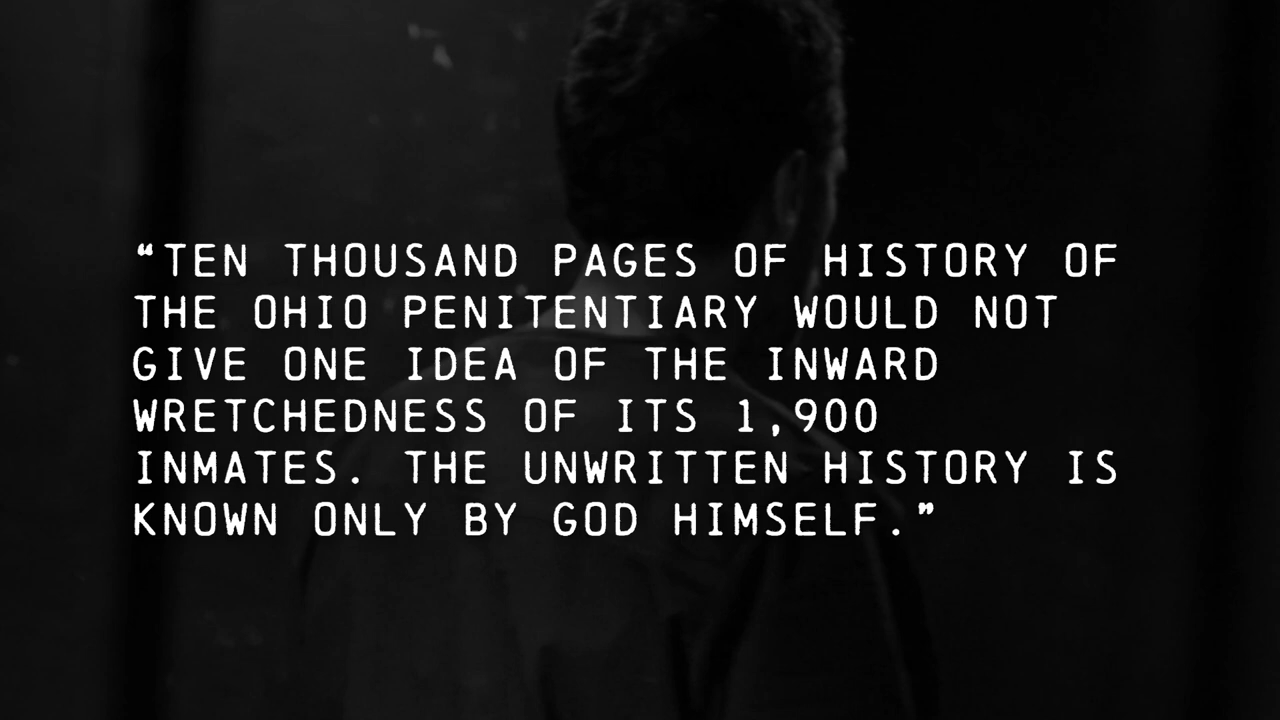 “TEN THOUSAND PAGES OF HISTORY OF
THE OHIO PENITENTIARY WOULD NOT
GIVE ONE IDEA OF THE INWARD
WRETCHEDNESS OF ITS 1,900
INMATES. THE UNWRITTEN HISTORY IS
KNOWN ONLY BY GOD HIMSELF.”